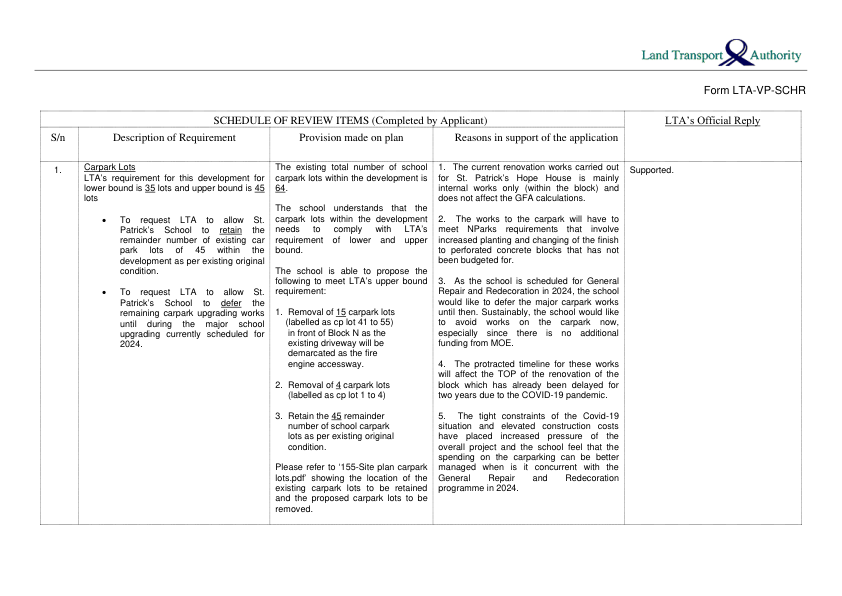 Land Transport Authority
Form LTA-VP-SCHR
SCHEDULE OF REVIEW ITEMS (Completed by Applicant)
LTA's Official Reply
S/n
Description of Requirement
Provision made on plan
Reasons in support of the application
1.
Carpark Lots
LTA's requirement for this development for
lower bound is 35 lots and upper bound is 45
lots
• To request LTA to allow St.
Patrick's School to retain the
remainder number of existing car
park lots of 45 within the
development as per existing original
condition.
• To request LTA to allow St.
Patrick's School to defer the
remaining carpark upgrading works
until during the major school
upgrading currently scheduled for
2024.
The existing total number of school
carpark lots within the development is
64.
The school understands that the
carpark lots within the development
needs to comply with LTA's
requirement of lower and upper
bound.
The school is able to propose the
following to meet LTA's upper bound
requirement:
1. Removal of 15 carpark lots
(labelled as cp lot 41 to 55)
in front of Block N as the
existing driveway will be
demarcated as the fire
engine accessway.
2. Removal of 4 carpark lots
(labelled as cp lot 1 to 4)
3. Retain the 45 remainder
number of school carpark
lots as per existing original
condition.
Please refer to '155-Site plan carpark
lots.pdf' showing the location of the
existing carpark lots to be retained
and the proposed carpark lots to be
removed.
1. The current renovation works carried out
for St. Patrick's Hope House is mainly
internal works only (within the block) and
does not affect the GFA calculations.
2. The works to the carpark will have to
meet NParks requirements that involve
increased planting and changing of the finish
to perforated concrete blocks that has not
been budgeted for.
3. As the school is scheduled for General
Repair and Redecoration in 2024, the school
would like to defer the major carpark works
until then. Sustainably, the school would like
to avoid works on the carpark now,
especially since there is no additional
funding from MOE.
4. The protracted timeline for these works
will affect the TOP of the renovation of the
block which has already been delayed for
two years due to the COVID-19 pandemic.
5. The tight constraints of the Covid-19
situation and elevated construction costs
have placed increased pressure of the
overall project and the school feel that the
spending on the carparking can be better
managed when is it concurrent with the
General Repair and Redecoration
programme in 2024.
Supported.